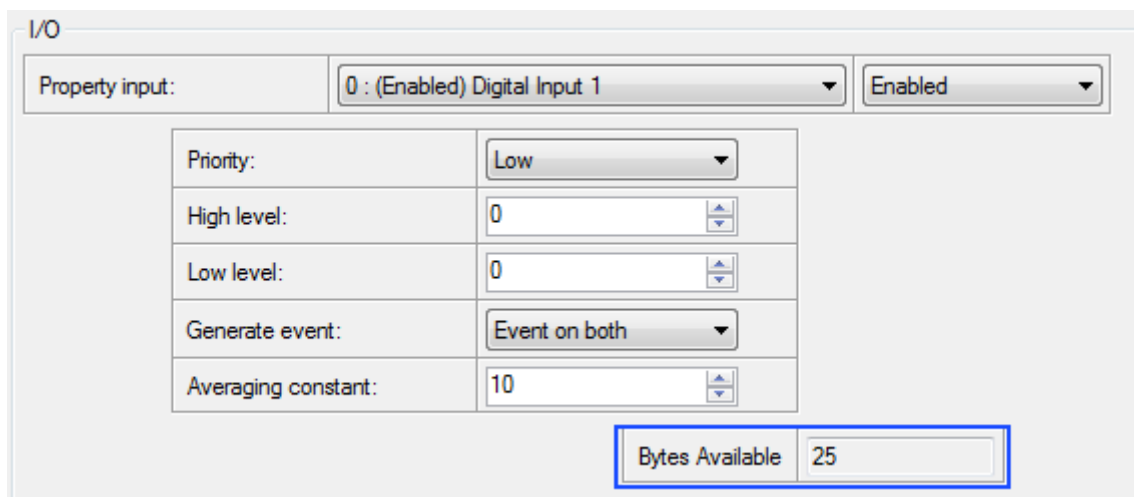 I/O
Property input: 0 : (Enabled) Digital Input 1 Enabled
Priority: Low
High level: 0
Low level: 0
Generate event: Event on both
Averaging constant: 10
Bytes Available 25